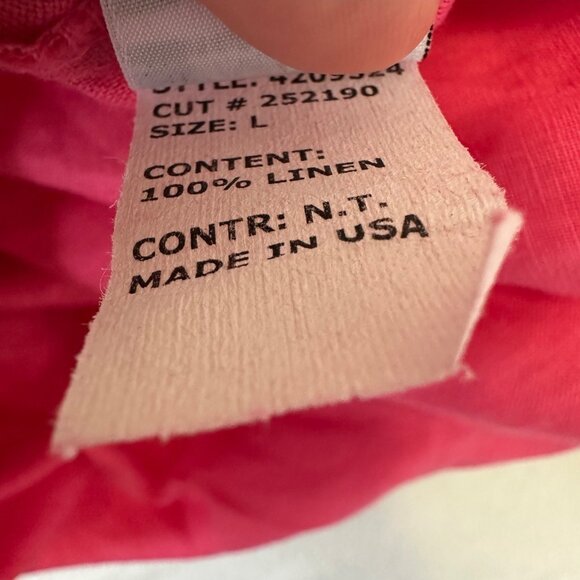 CUT # 252190
SIZE: L
CONTENT:
100% LINEN
CONTR: N.T.
MADE IN USA